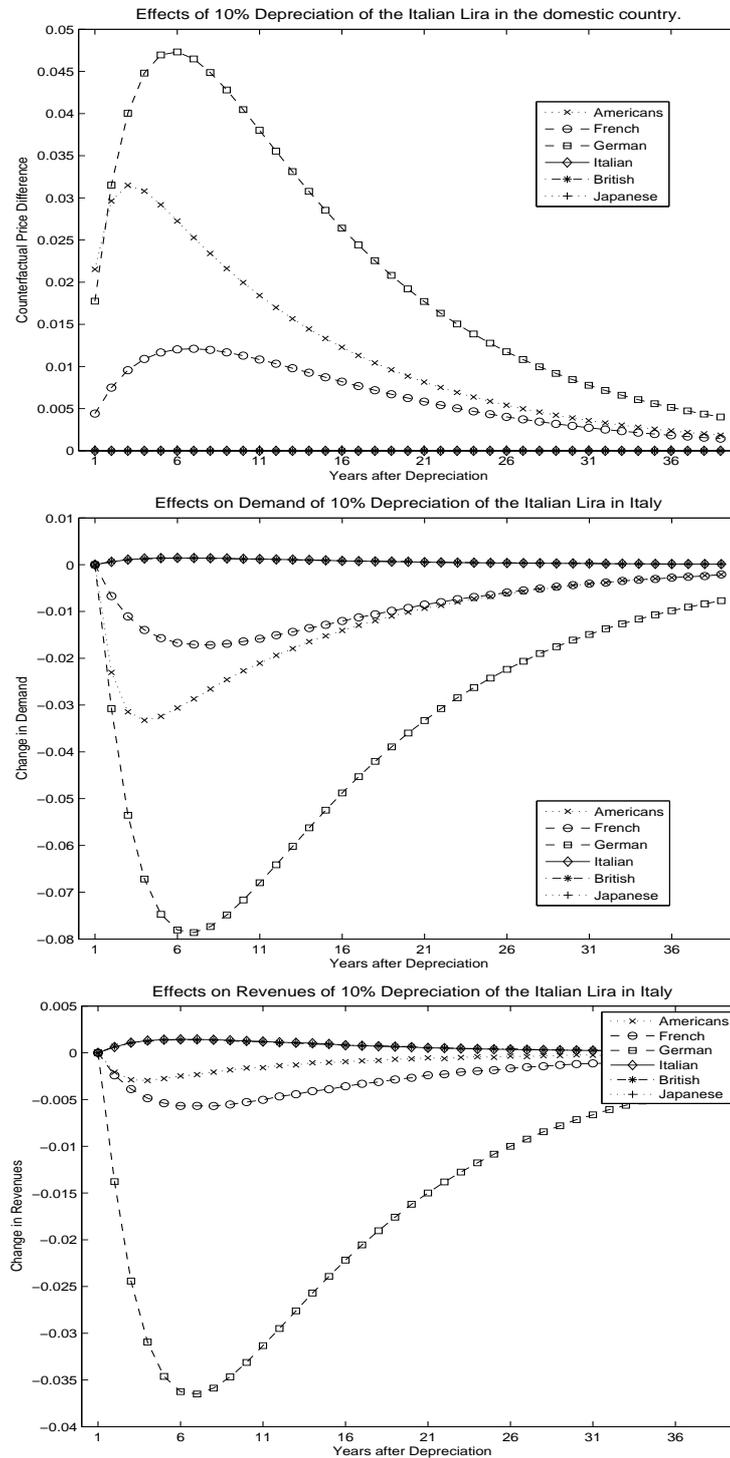 Effects of 10% Depreciation of the Italian Lira in the domestic country.
0.05
0.045
0.04
0.035
0.03
0.025
0.02
0.015
0.01
0.005
0
Counterfactual Price Difference
Americans
French
German
Italian
British
Japanese
1 6 11 16 21 26 31 36
Years after Depreciation
Effects on Demand of 10% Depreciation of the Italian Lira in Italy
0.01
0
−0.01
−0.02
−0.03
−0.04
−0.05
−0.06
−0.07
−0.08
Change in Demand
Americans
French
German
Italian
British
Japanese
1 6 11 16 21 26 31 36
Years after Depreciation
Effects on Revenues of 10% Depreciation of the Italian Lira in Italy
0.005
0
−0.005
−0.01
−0.015
−0.02
−0.025
−0.03
−0.035
−0.04
Change in Revenues
Americans
French
German
Italian
British
Japanese
1 6 11 16 21 26 31 36
Years after Depreciation